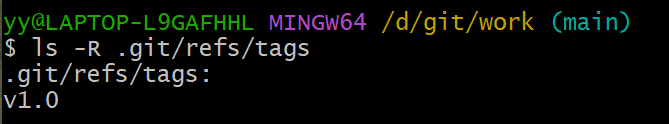 yy@LAPTOP-L9GAFHHL MINGW64 /d/git/work (main)
$ ls -R .git/refs/tags
.git/refs/tags:
v1.0